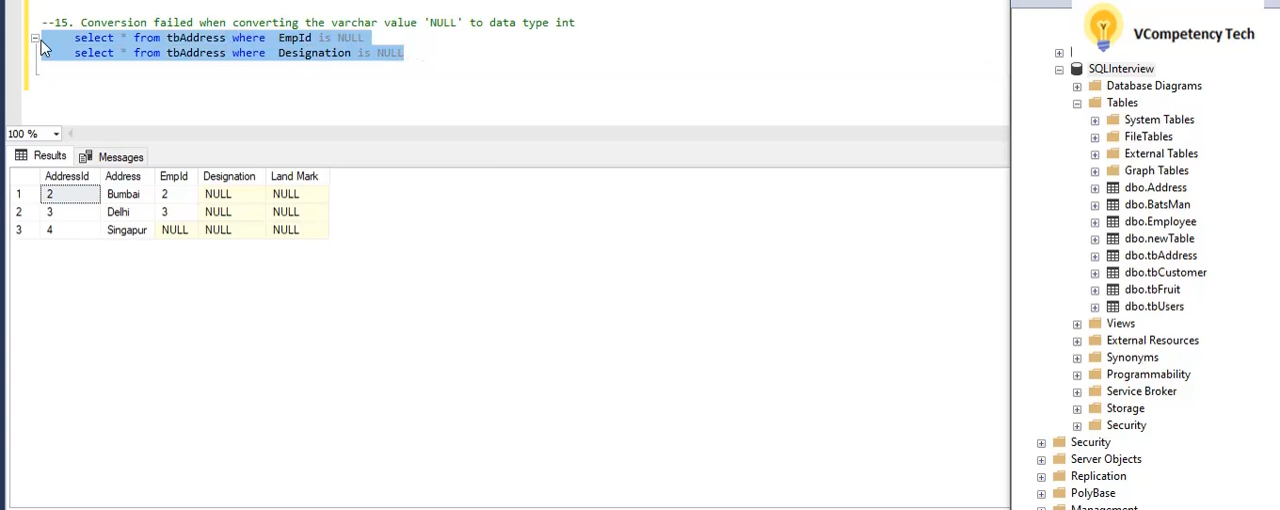 --15. Conversion failed when converting the varchar value 'NULL' to data type int
select * from tbAddress where EmpId is NULL
select * from tbAddress where Designation is NULL
100 %
Results Messages
AddressId Address EmpId Designation Land Mark
1 2 Bumbai 2 NULL NULL
2 3 Delhi 3 NULL NULL
3 4 Singapur NULL NULL NULL
VCompetency Tech
SQLInterview
Database Diagrams
Tables
System Tables
FileTables
External Tables
Graph Tables
dbo.Address
dbo.BatsMan
dbo.Employee
dbo.newTable
dbo.tbAddress
dbo.tbCustomer
dbo.tbFruit
dbo.tbUsers
Views
External Resources
Synonyms
Programmability
Service Broker
Storage
Security
Security
Server Objects
Replication
PolyBase
Management